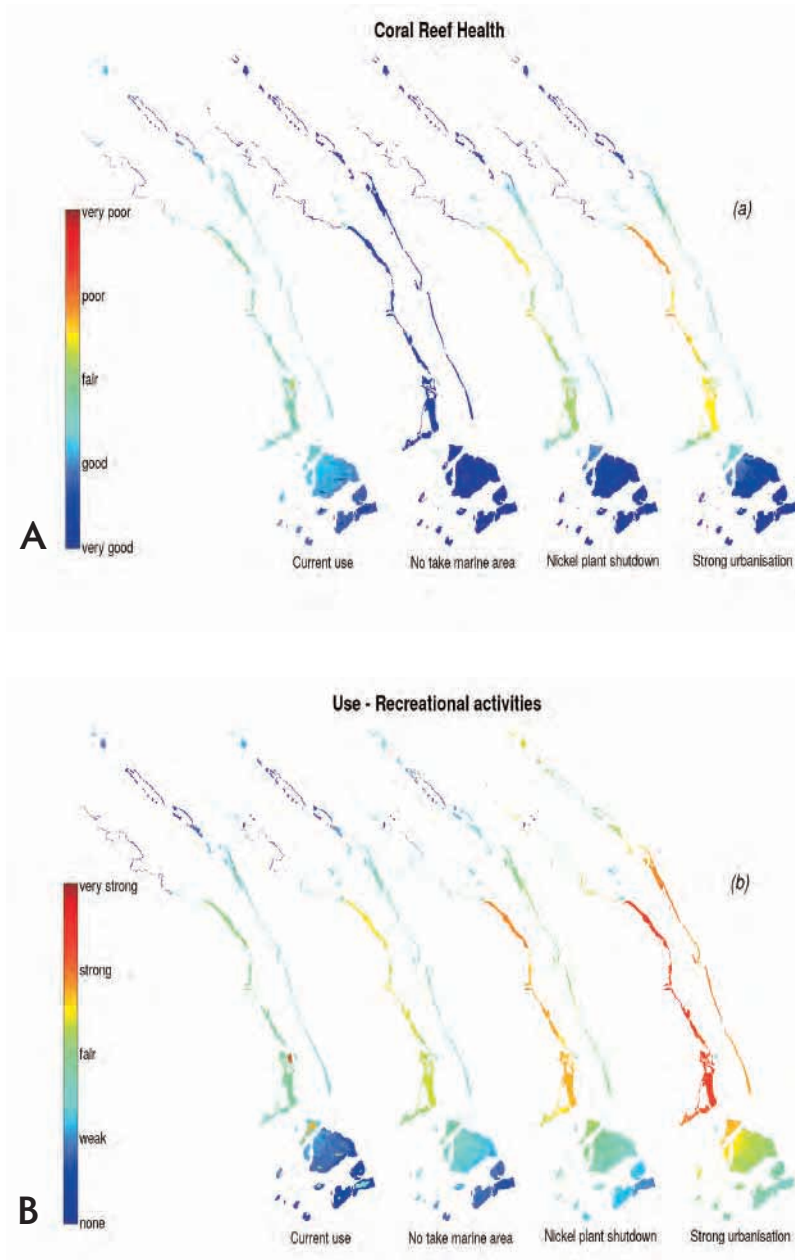 Coral Reef Health
(a)
very poor
poor
fair
good
very good
A
Current use
No take marine area
Nickel plant shutdown
Strong urbanisation
Use - Recreational activities
(b)
very strong
strong
fair
weak
none
B
Current use
No take marine area
Nickel plant shutdown
Strong urbanisation